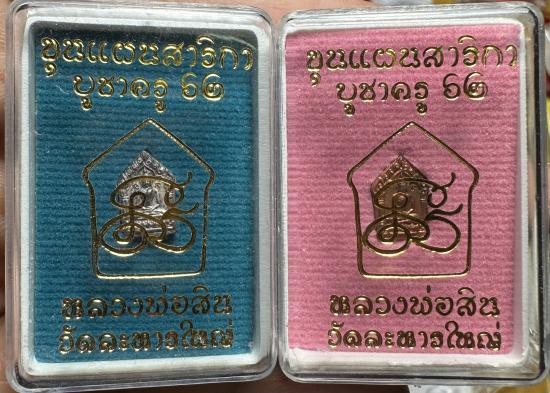 ขุนแผนสาริกา
บูชาครู ๖๒
หลวงพ่อสิน
วัดละหารใหญ่
ขุนแผนสาริกา
บูชาครู ๖๒
หลวงพ่อสิน
วัดละหารใหญ่